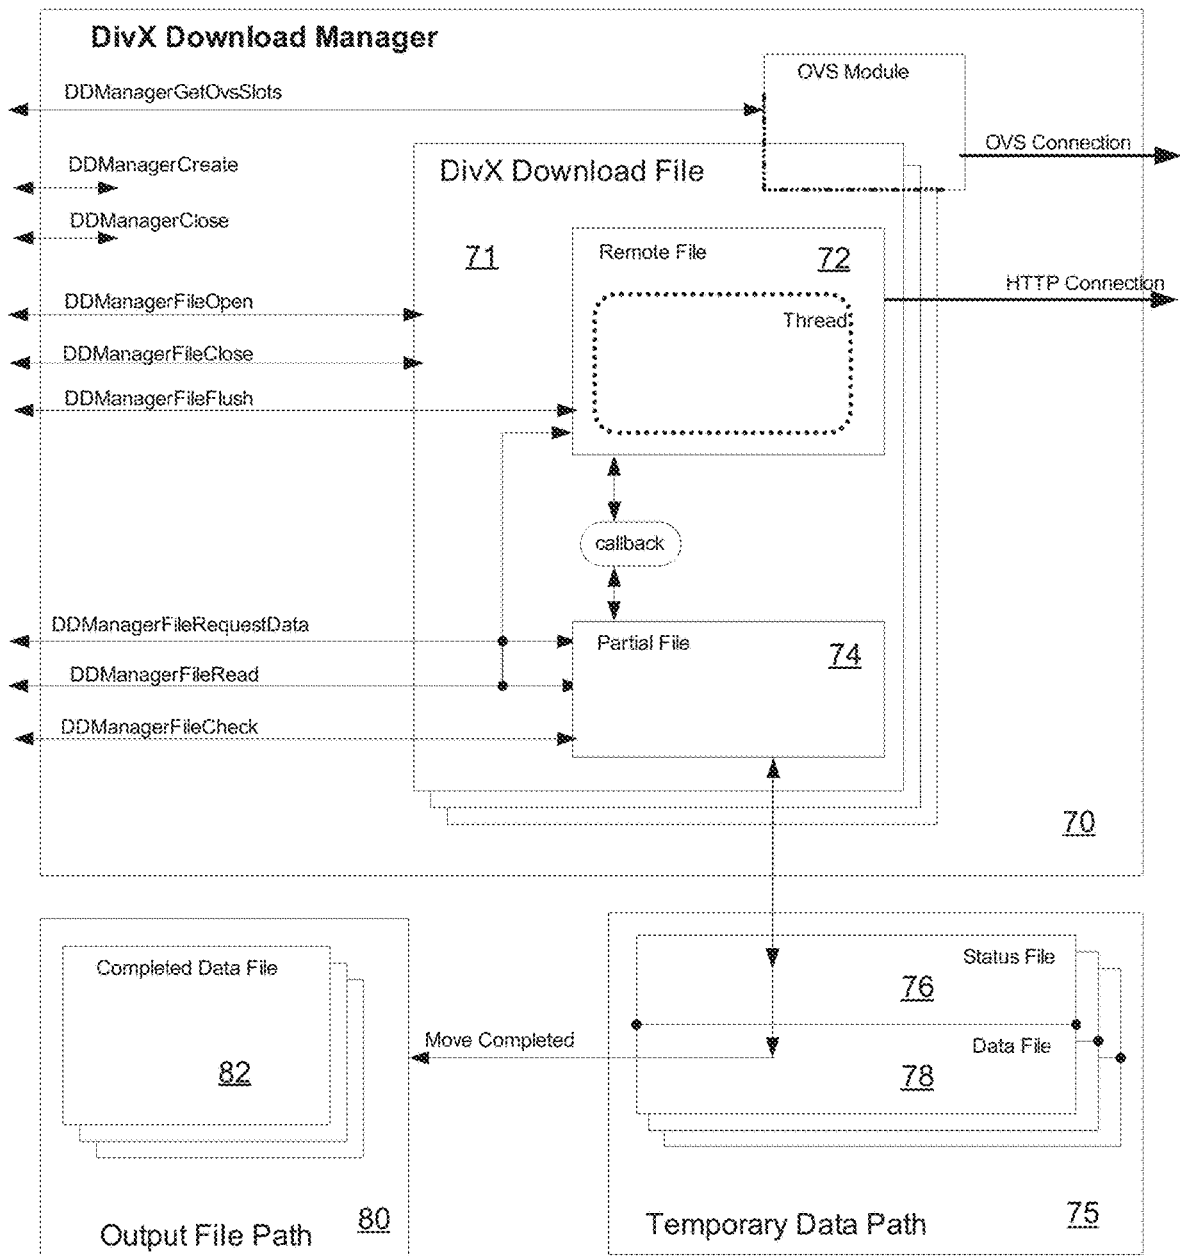 DivX Download Manager
OVS Module
DDManagerGetOvsSlots
OVS Connection
DDManagerCreate
DivX Download File
DDManagerClose
71
Remote File
72
HTTP Connection
DDManagerFileOpen
Thread
DDManagerFileClose
DDManagerFileFlush
callback
DDManagerFileRequestData
Partial File
74
DDManagerFileRead
DDManagerFileCheck
70
Completed Data File
Status File
76
Move Completed
Data File
82
78
Output File Path
80
Temporary Data Path
75